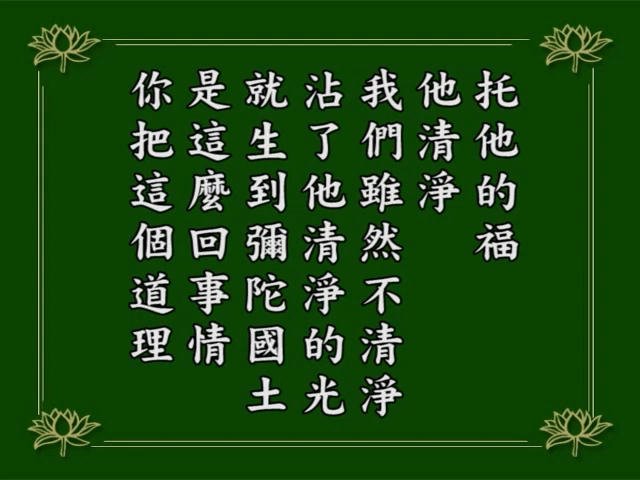 托他的福
他清淨
我們雖然不清淨
沾了他清淨的光
就生到彌陀國土
是這麼回事情
你把這個道理